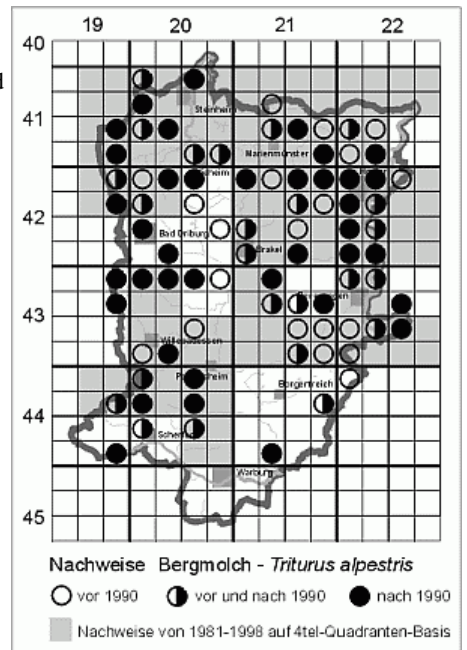 19 20 21 22
40
Steinheim
41
Marienmünster
42
Bad Driburg
Brakel
43
Willebadessen
Borgentreich
44
Scherfede
Warburg
45
Nachweise Bergmolch - Triturus alpestris
vor 1990 vor und nach 1990 nach 1990
Nachweise von 1981-1998 auf 4tel-Quadranten-Basis